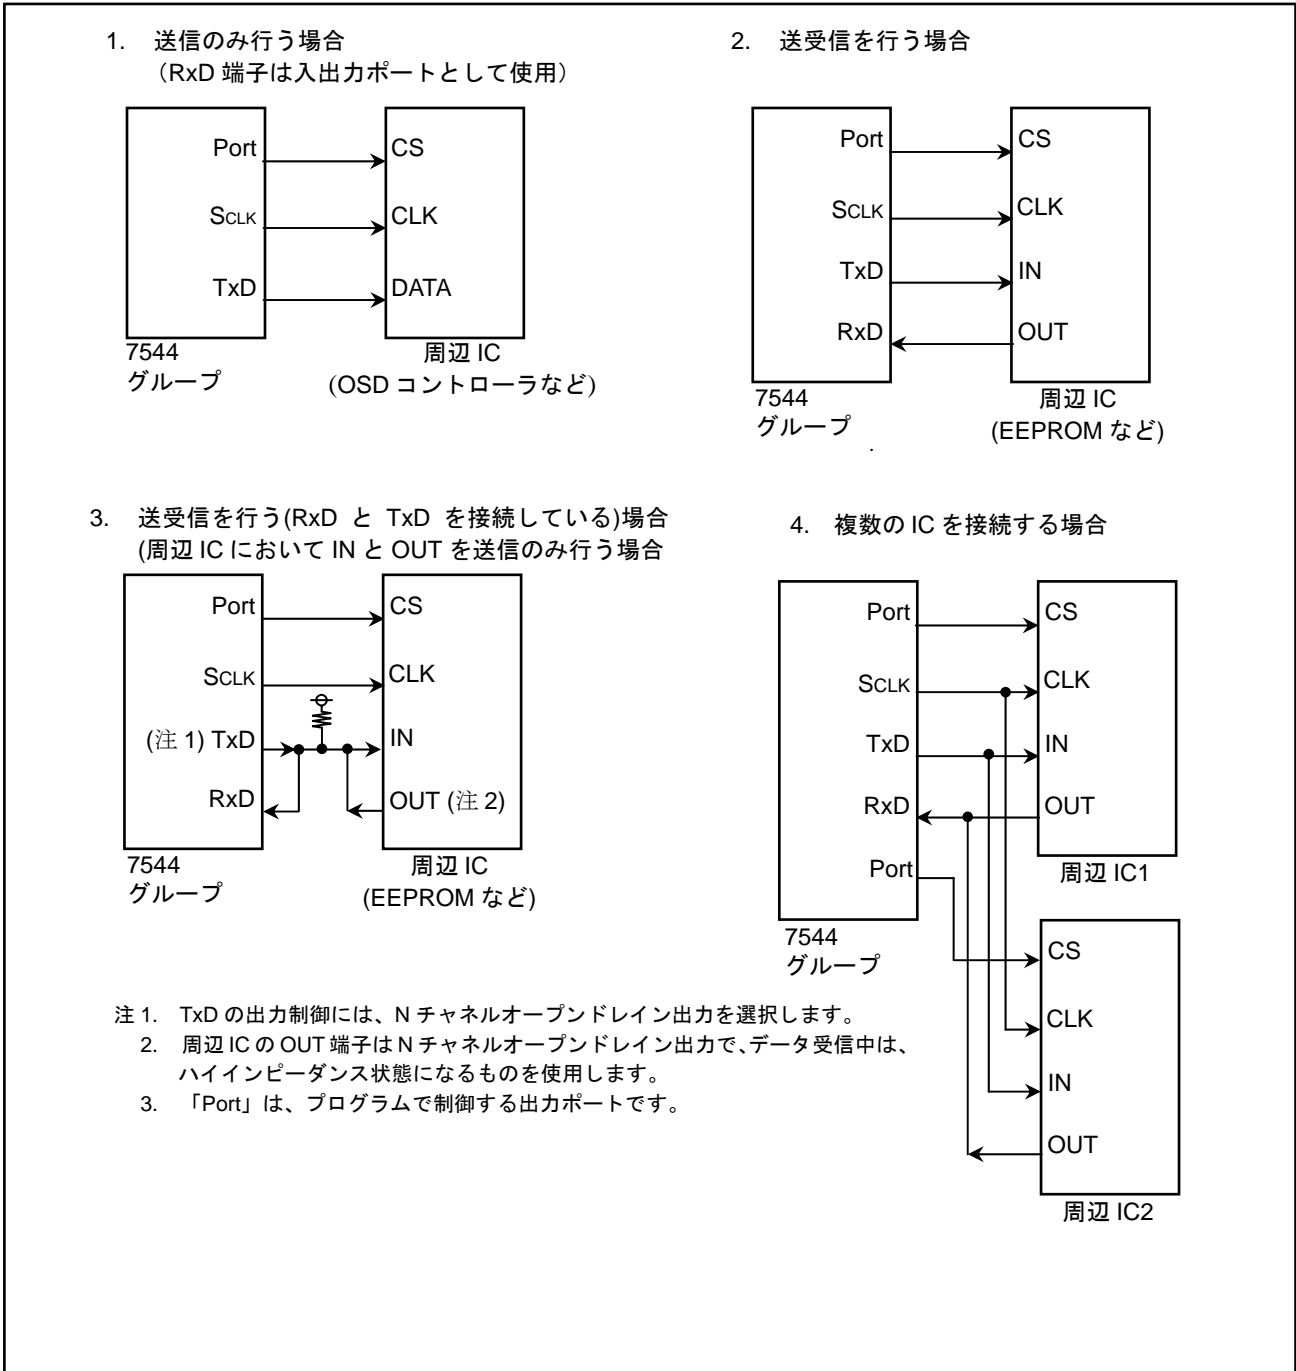 1. 送信のみ行う場合
（RxD 端子は入出力ポートとして使用）
Port
CS
SCLK
CLK
TxD
DATA
7544
グループ
周辺 IC
(OSD コントローラなど)
2. 送受信を行う場合
Port
CS
SCLK
CLK
TxD
IN
RxD
OUT
7544
グループ
周辺 IC
(EEPROM など)
3. 送受信を行う(RxD と TxD を接続している)場合
(周辺 IC において IN と OUT を送信のみ行う場合
Port
CS
SCLK
CLK
(注 1) TxD
IN
RxD
OUT (注 2)
7544
グループ
周辺 IC
(EEPROM など)
4. 複数の IC を接続する場合
Port
CS
SCLK
CLK
TxD
IN
RxD
OUT
Port
周辺 IC1
7544
グループ
CS
CLK
IN
OUT
周辺 IC2
注 1. TxD の出力制御には、N チャネルオープンドレイン出力を選択します。
2. 周辺 IC の OUT 端子は N チャネルオープンドレイン出力で、データ受信中は、
ハイインピーダンス状態になるものを使用します。
3. 「Port」は、プログラムで制御する出力ポートです。